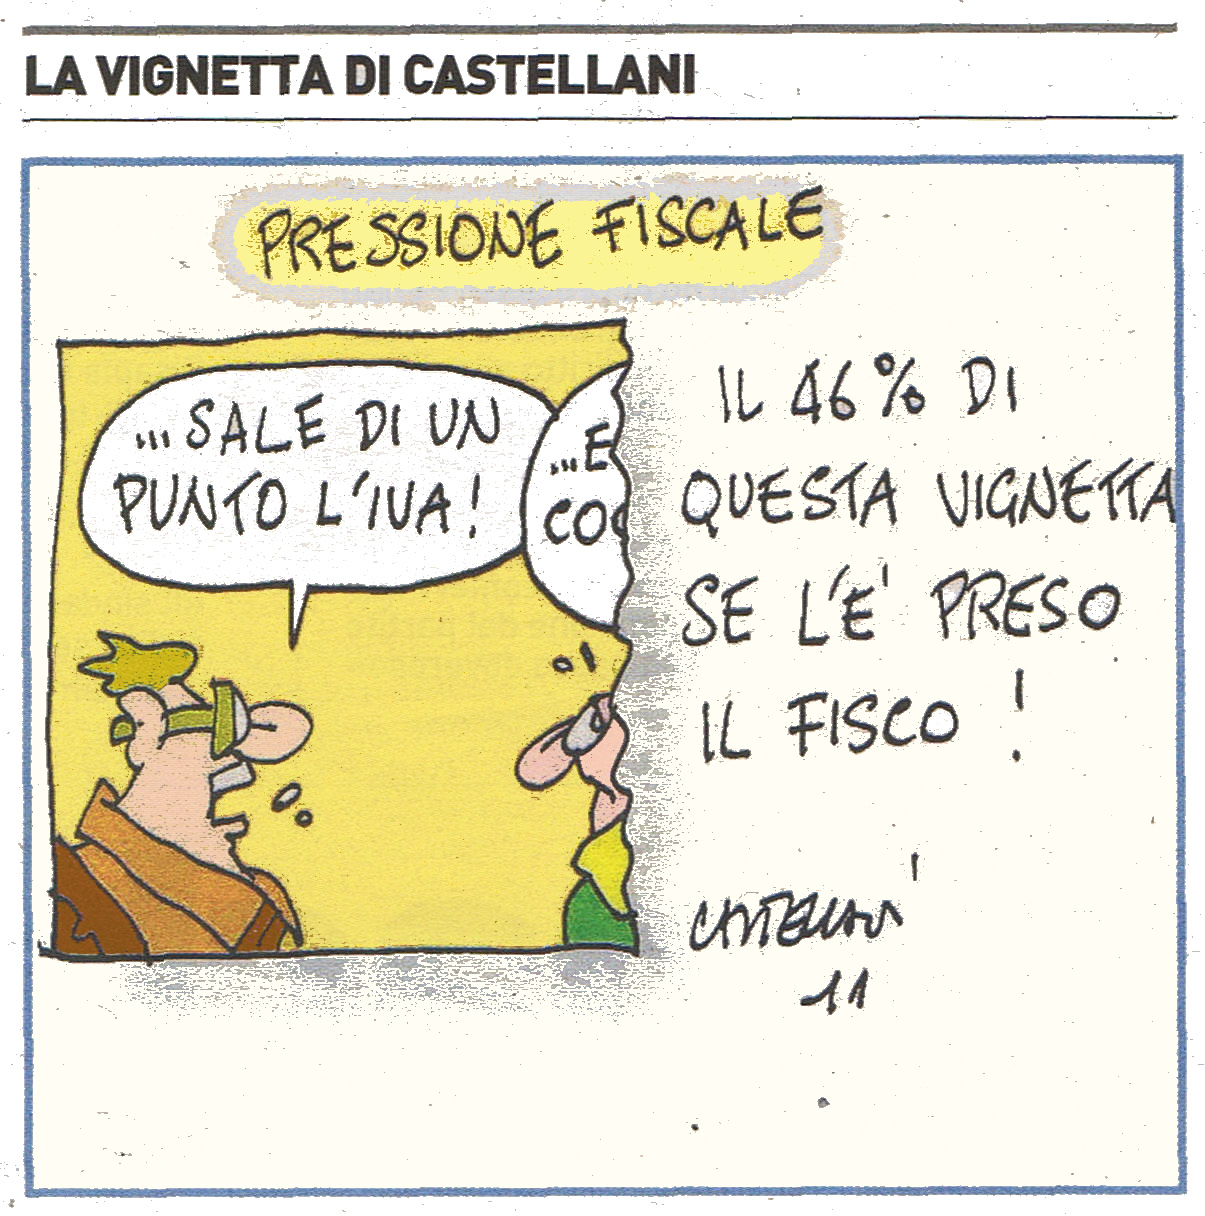 LA VIGNETTA DI CASTELLANI
PRESSIONE FISCALE
...SALE DI UN
PUNTO L'IVA!
...E
CO
IL 46% DI
QUESTA VIGNETTA
SE L'E' PRESO
IL FISCO !
CASTELLANI
11